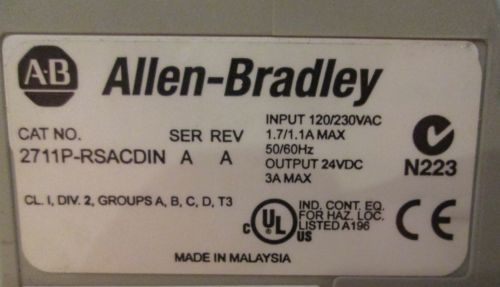 A·B Allen-Bradley
CAT NO. SER REV
2711P-RSACDIN A A
INPUT 120/230VAC
1.7/1.1A MAX
50/60Hz
OUTPUT 24VDC
3A MAX
N223
CL. I, DIV. 2, GROUPS A, B, C, D, T3
c UL US
IND. CONT. EQ.
FOR HAZ. LOC.
LISTED A196
CE
MADE IN MALAYSIA